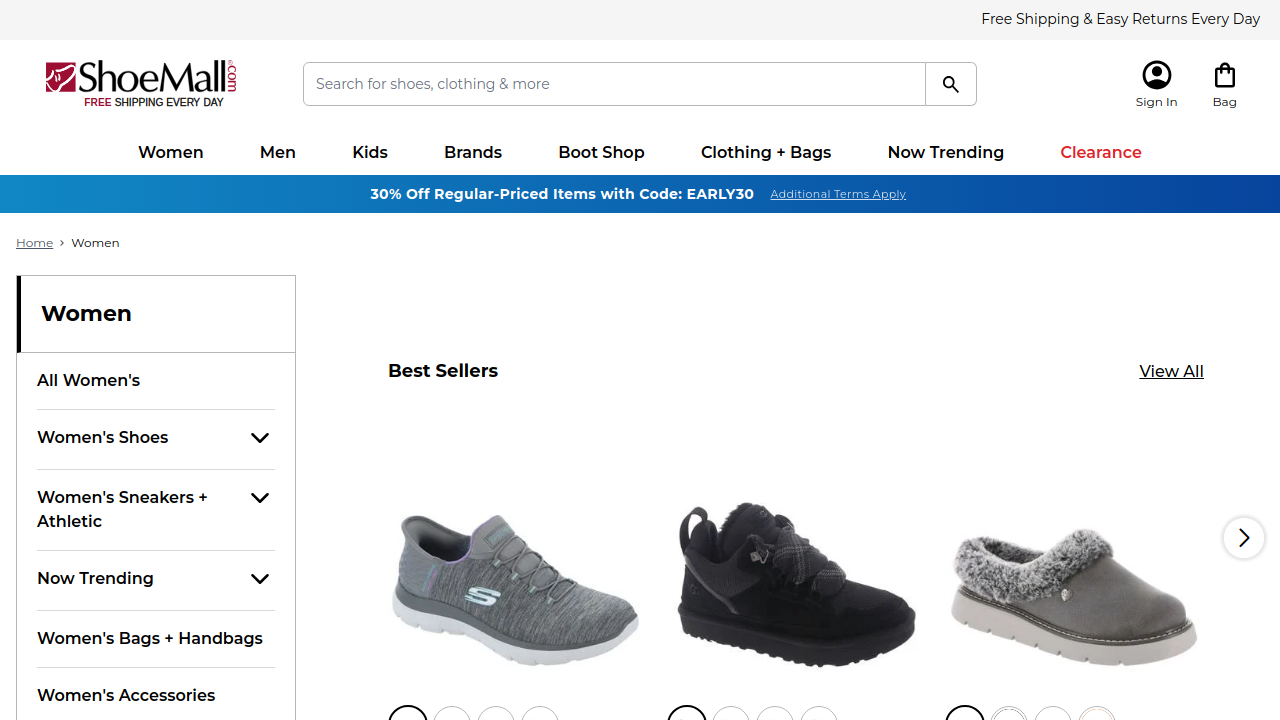 Free Shipping & Easy Returns Every Day
ShoeMall.com
FREE SHIPPING EVERY DAY
Search for shoes, clothing & more
Sign In
Bag
Women
Men
Kids
Brands
Boot Shop
Clothing + Bags
Now Trending
Clearance
30% Off Regular-Priced Items with Code: EARLY30
Additional Terms Apply
Home › Women
Women
All Women's
Women's Shoes
Women's Sneakers +
Athletic
Now Trending
Women's Bags + Handbags
Women's Accessories
Best Sellers
View All